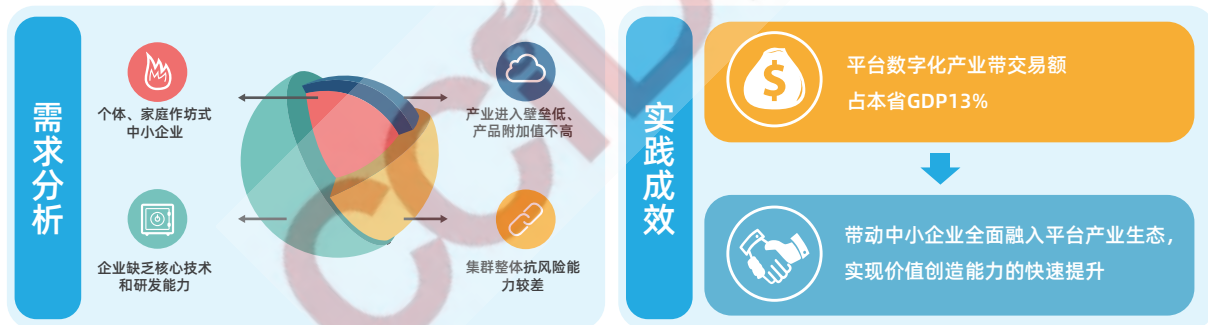 需求分析
个体、家庭作坊式
中小企业
产业进入壁垒低、
产品附加值不高
企业缺乏核心技术
和研发能力
集群整体抗风险能
力较差
实践成效
平台数字化产业带交易额
占本省GDP13%
带动中小企业全面融入平台产业生态，
实现价值创造能力的快速提升